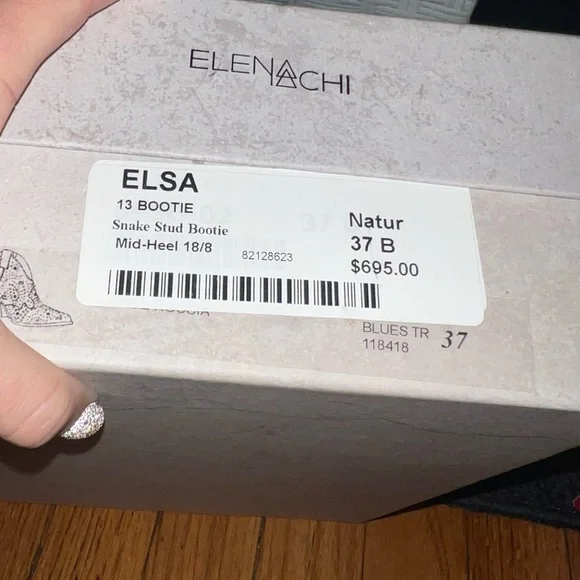 ELENACHI
ELSA
13 BOOTIE
Snake Stud Bootie
Mid-Heel 18/8
82128623
Natur
37 B
$695.00
BLUES TR
118418
37